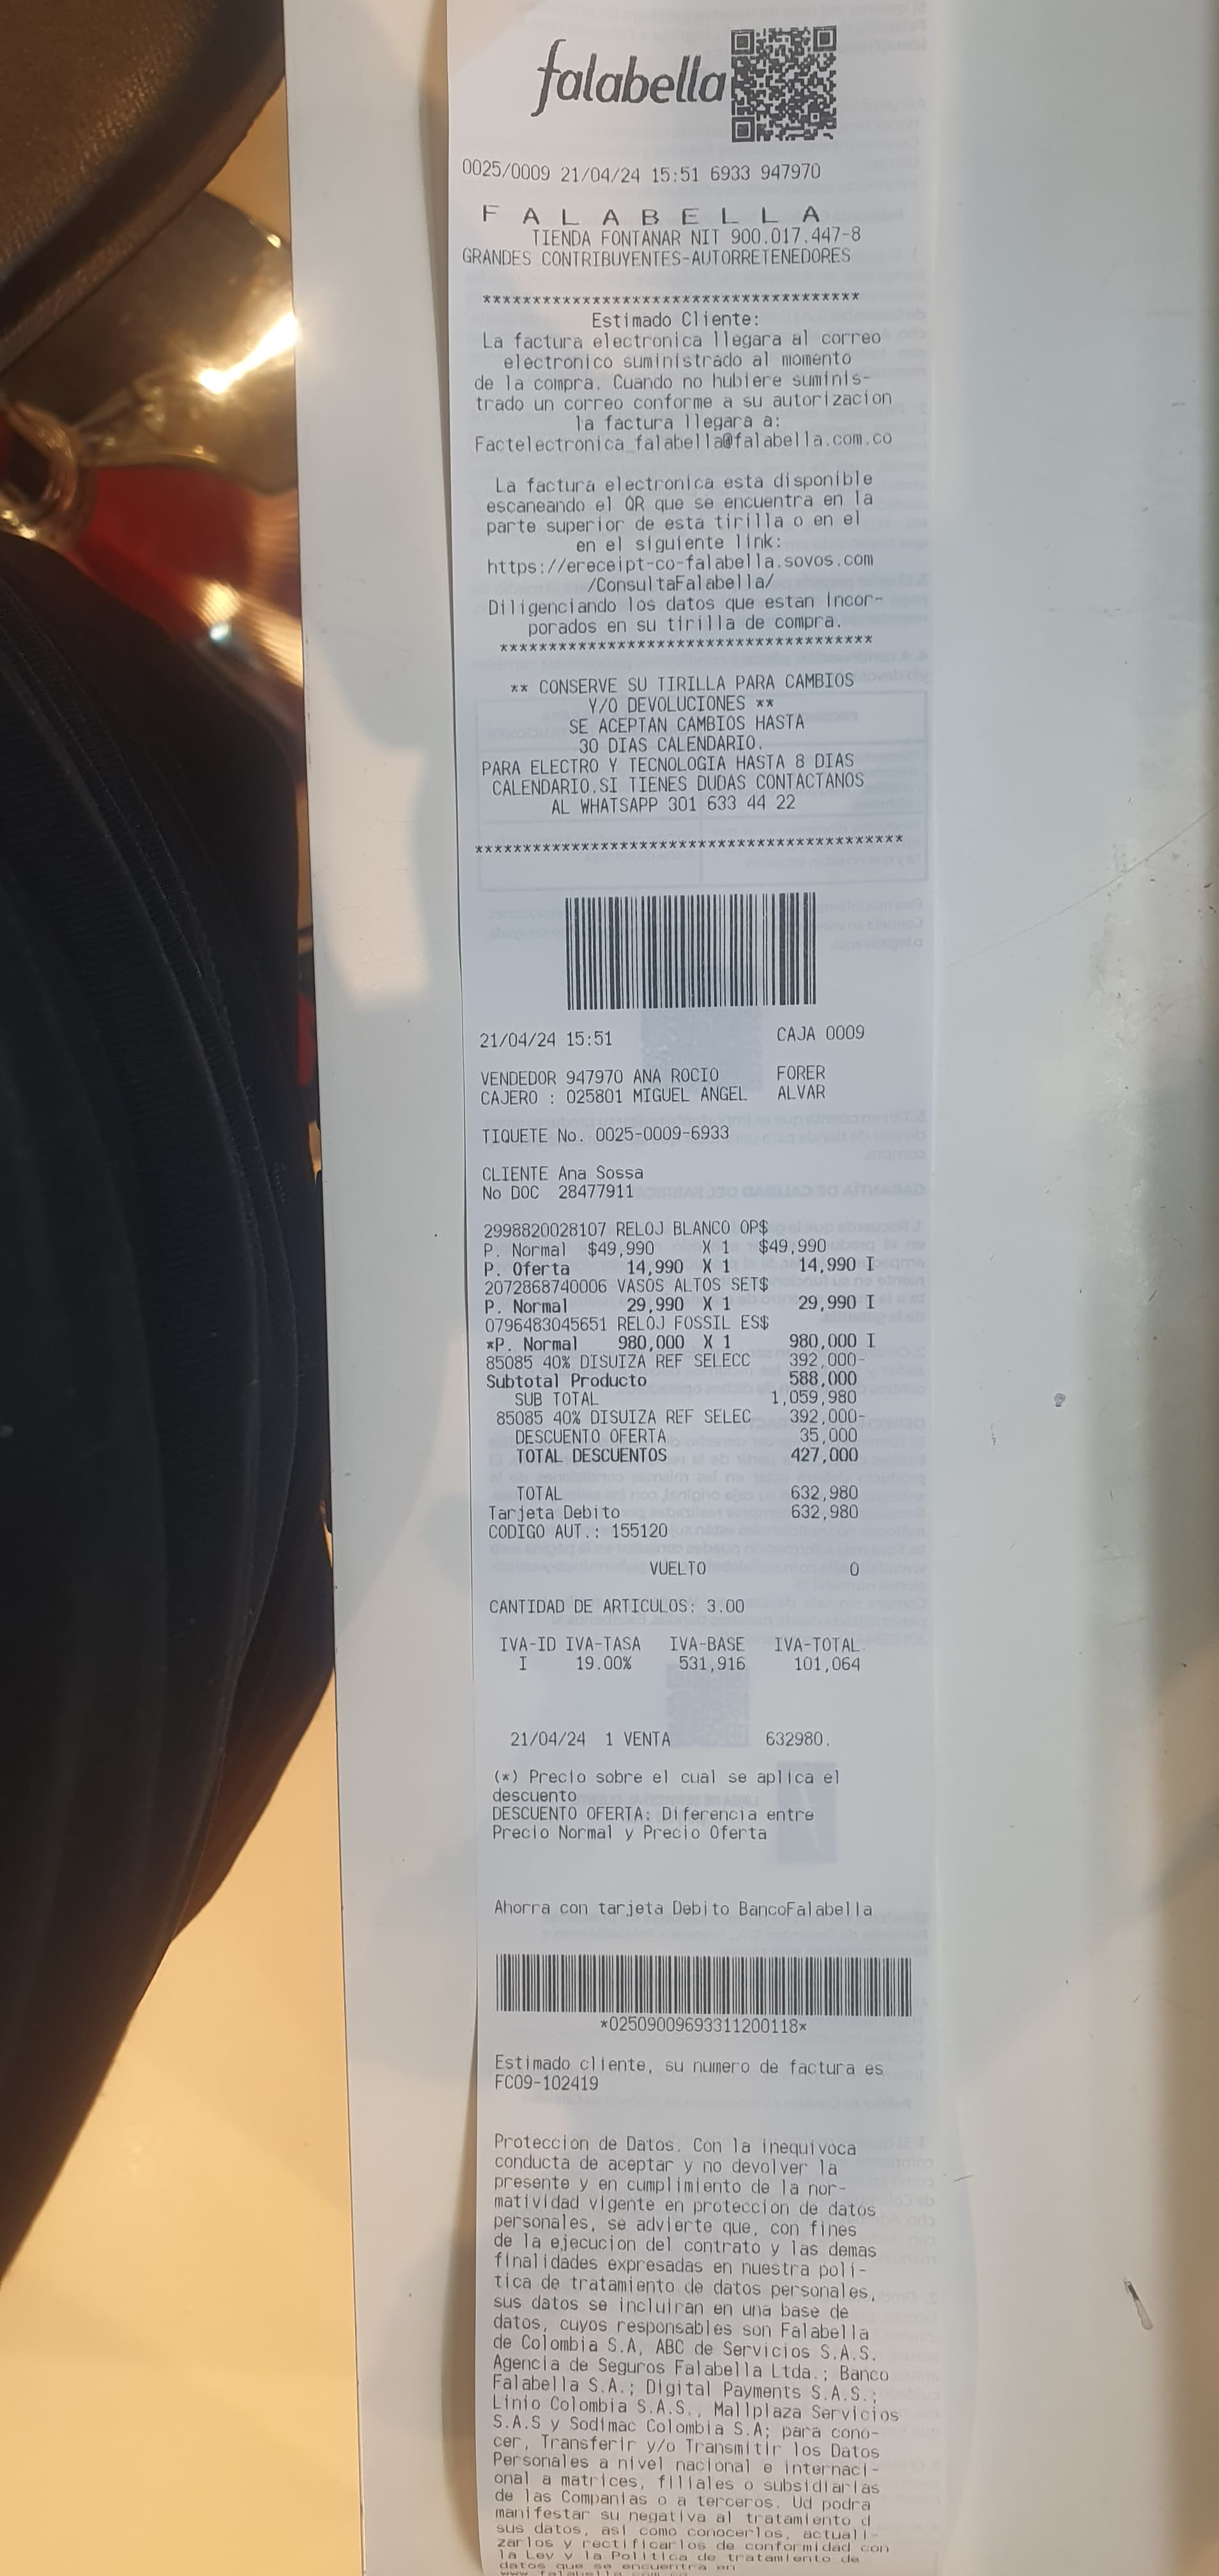 falabella
0025/0009 21/04/24 15:51 6933 947970
F A L A B E L L A
TIENDA FONTANAR NIT 900.017.447-8
GRANDES CONTRIBUYENTES-AUTORRETENEDORES
**************************************
Estimado Cliente:
La factura electronica llegara al correo
electronico suministrado al momento
de la compra. Cuando no hubiere suminis-
trado un correo conforme a su autorizacion
la factura llegara a:
Factelectronica_falabella@falabella.com.co
La factura electronica esta disponible
escaneando el QR que se encuentra en la
parte superior de esta tirilla o en el
en el siguiente link:
https://ereceipt-co-falabella.sovos.com
/ConsultaFalabella/
Diligenciando los datos que estan incor-
porados en su tirilla de compra.
**************************************
** CONSERVE SU TIRILLA PARA CAMBIOS
Y/O DEVOLUCIONES **
SE ACEPTAN CAMBIOS HASTA
30 DIAS CALENDARIO.
PARA ELECTRO Y TECNOLOGIA HASTA 8 DIAS
CALENDARIO.SI TIENES DUDAS CONTACTANOS
AL WHATSAPP 301 633 44 22
*******************************************
21/04/24 15:51 CAJA 0009
VENDEDOR 947970 ANA ROCIO FORER
CAJERO : 025801 MIGUEL ANGEL ALVAR
TIQUETE No. 0025-0009-6933
CLIENTE Ana Sossa
No DOC 28477911
2998820028107 RELOJ BLANCO OP$
P. Normal $49,990 X 1 $49,990
P. Oferta 14,990 X 1 14,990 I
2072868740006 VASOS ALTOS SET$
P. Normal 29,990 X 1 29,990 I
0796483045651 RELOJ FOSSIL ES$
*P. Normal 980,000 X 1 980,000 I
85085 40% DISUIZA REF SELECC 392,000-
Subtotal Producto 588,000
SUB TOTAL 1,059,980
85085 40% DISUIZA REF SELEC 392,000-
DESCUENTO OFERTA 35,000
TOTAL DESCUENTOS 427,000
TOTAL 632,980
Tarjeta Debito 632,980
CODIGO AUT.: 155120
VUELTO 0
CANTIDAD DE ARTICULOS: 3.00
IVA-ID IVA-TASA IVA-BASE IVA-TOTAL
I 19.00% 531,916 101,064
21/04/24 1 VENTA 632980.
(*) Precio sobre el cual se aplica el
descuento
DESCUENTO OFERTA: Diferencia entre
Precio Normal y Precio Oferta
Ahorra con tarjeta Debito BancoFalabella
*02509009693311200118*
Estimado cliente, su numero de factura es
FC09-102419
Proteccion de Datos. Con la inequivoca
conducta de aceptar y no devolver la
presente y en cumplimiento de la nor-
matividad vigente en proteccion de datos
personales, se advierte que, con fines
de la ejecucion del contrato y las demas
finalidades expresadas en nuestra poli-
tica de tratamiento de datos personales,
sus datos se incluiran en una base de
datos, cuyos responsables son Falabella
de Colombia S.A, ABC de Servicios S.A.S.
Agencia de Seguros Falabella Ltda.; Banco
Falabella S.A.; Digital Payments S.A.S.;
Linio Colombia S.A.S., Mallplaza Servicios
S.A.S y Sodimac Colombia S.A; para cono-
cer, Transferir y/o Transmitir los Datos
Personales a nivel nacional e internaci-
onal a matrices, filiales o subsidiarias
de las Companias o a terceros. Ud podra
manifestar su negativa al tratamiento d
sus datos, asi como conocerlos, actuali-
zarlos y rectificarlos de conformidad con
la Ley y la Politica de tratamiento de
datos que se encuentra en